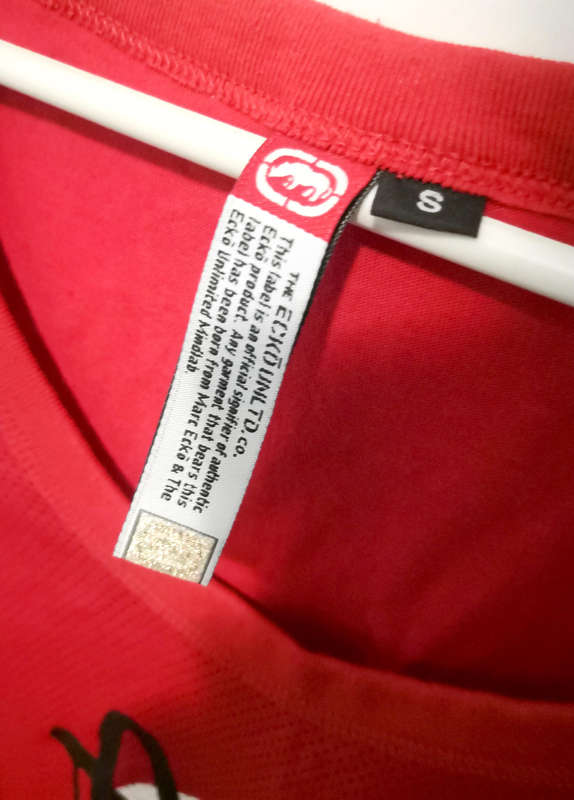 S
THE ECKŌ UNLTD. CO.
This label is an official signifier of authentic
Eckō product. Any garment that bears this
label has been born from Marc Eckō & The
Eckō Unlimited Mindlab.